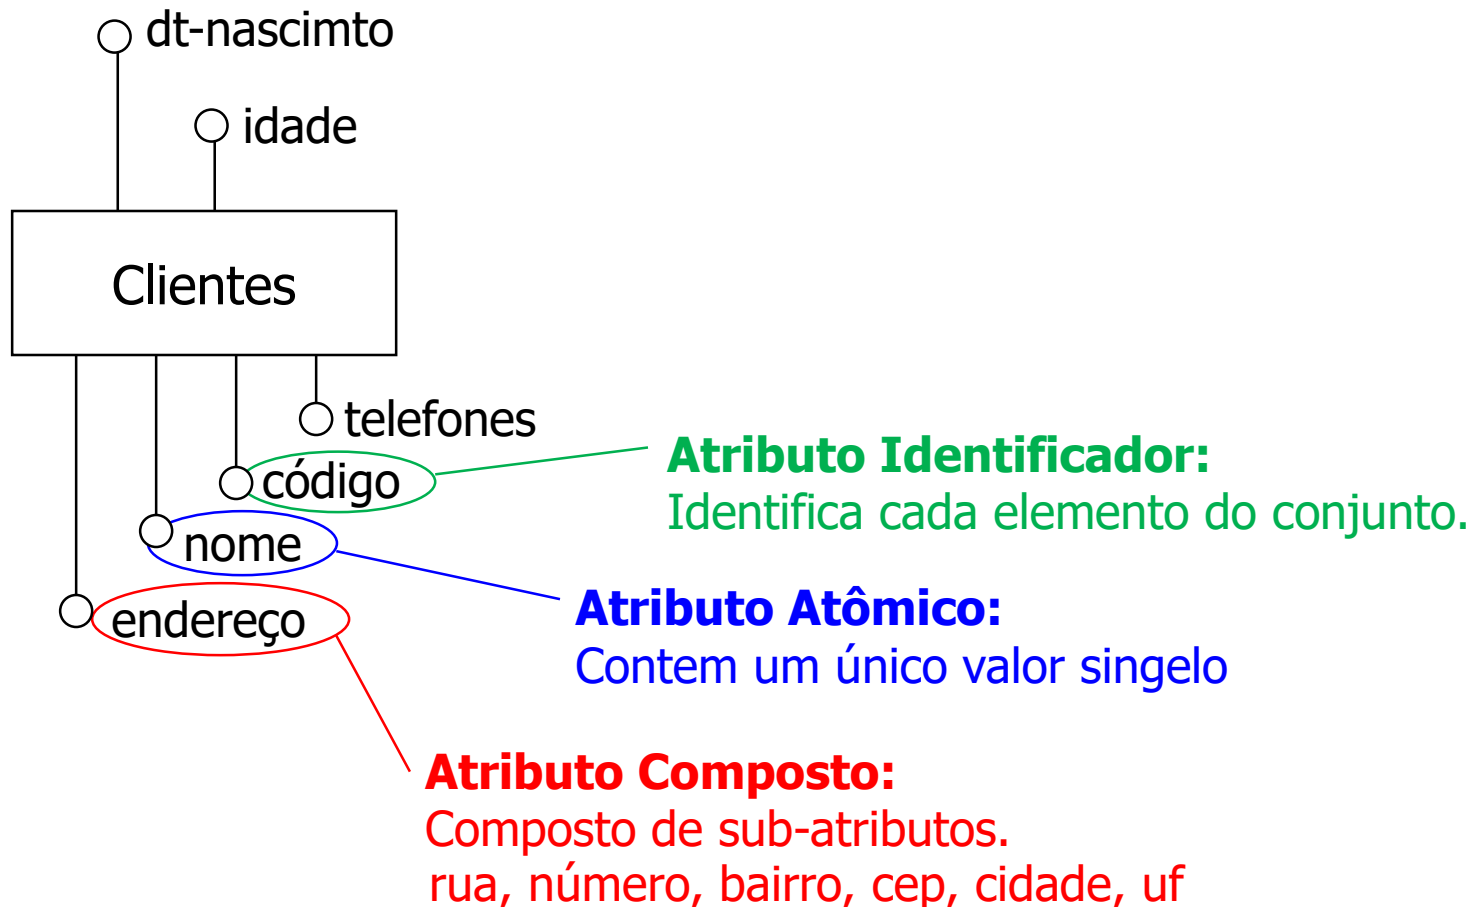 dt-nascimto
idade
Clientes
telefones
código
nome
endereço
Atributo Identificador:
Identifica cada elemento do conjunto.
Atributo Atômico:
Contem um único valor singelo
Atributo Composto:
Composto de sub-atributos.
rua, número, bairro, cep, cidade, uf